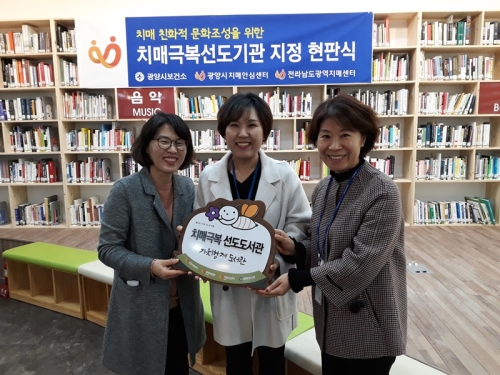 치매 친화적 문화조성을 위한
치매극복선도기관 지정 현판식
광양시보건소 광양시치매안심센터 전라남도광역치매센터
음악
MUSIC
치매극복 선도도서관